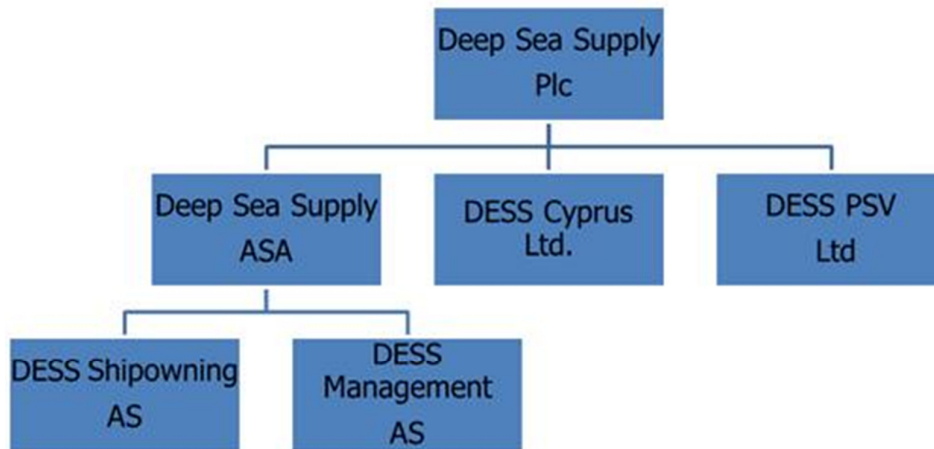 Deep Sea Supply
Plc
Deep Sea Supply
ASA
DESS Cyprus
Ltd.
DESS PSV
Ltd
DESS Shipowning
AS
DESS
Management
AS